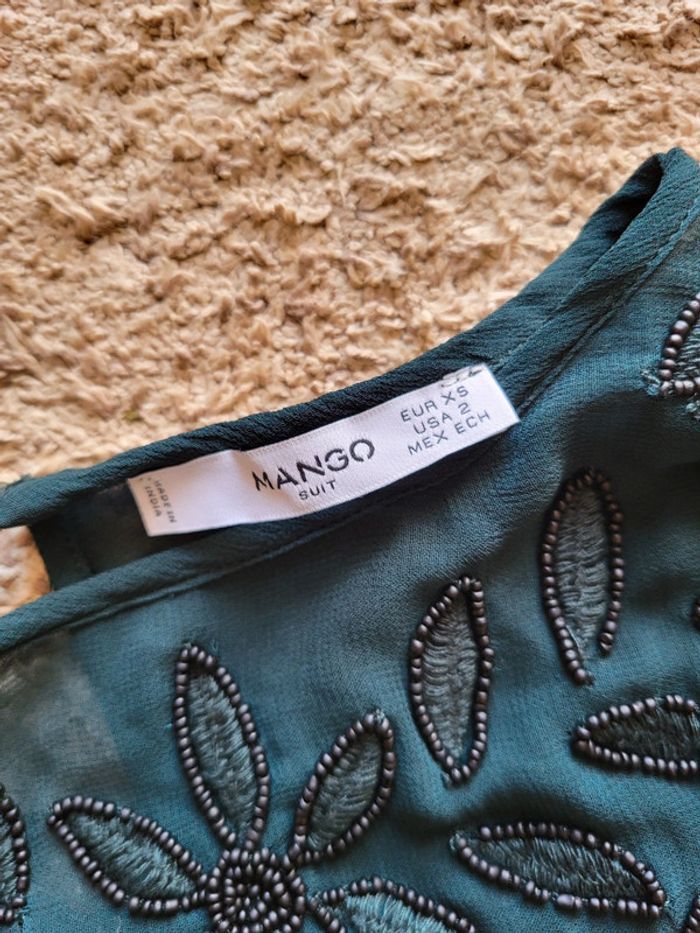 MANGO
SUIT
EUR XS
USA 2
MEX ECH
MADE IN
INDIA